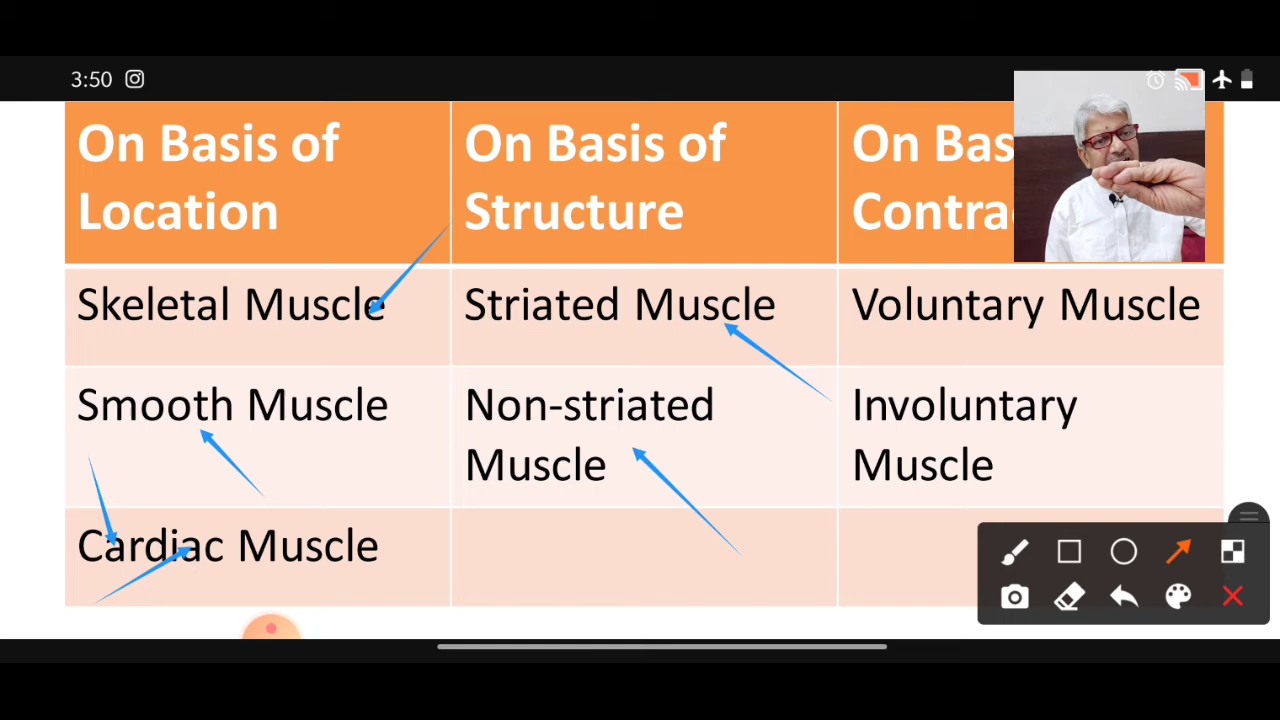 3:50
On Basis of
Location
On Basis of
Structure
On Bas
Contra
Skeletal Muscle
Striated Muscle
Voluntary Muscle
Smooth Muscle
Non-striated
Muscle
Involuntary
Muscle
Cardiac Muscle